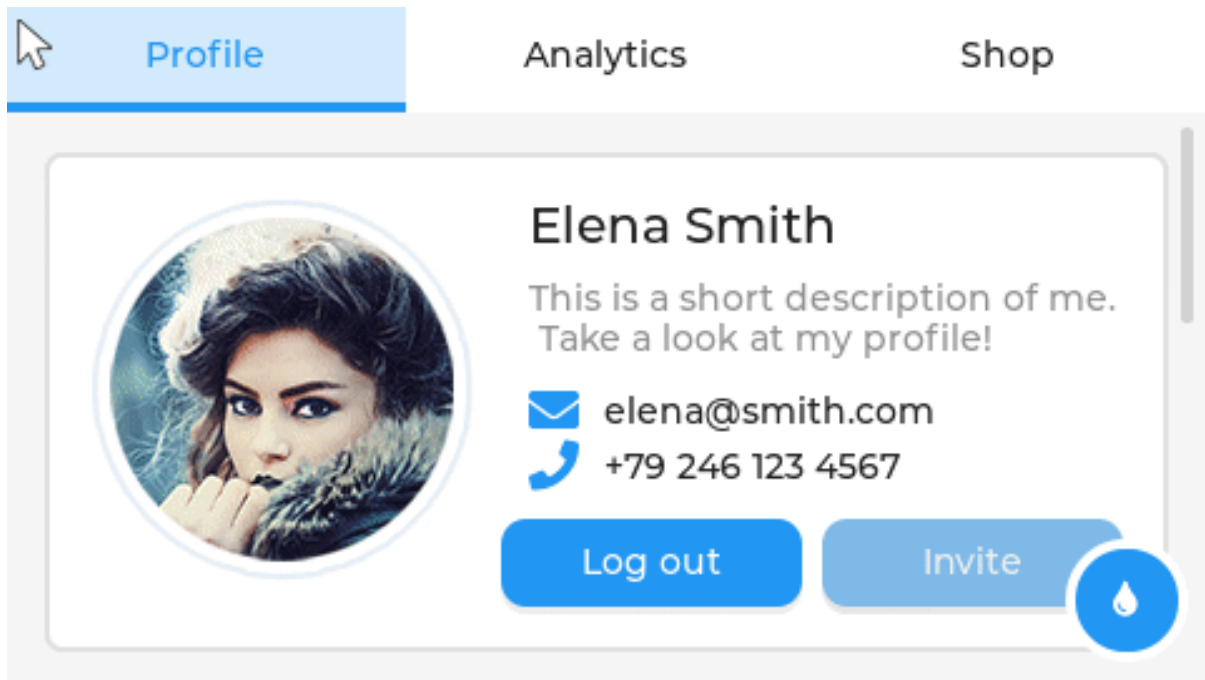 Profile
Analytics
Shop
Elena Smith
This is a short description of me.
Take a look at my profile!
elena@smith.com
+79 246 123 4567
Log out
Invite